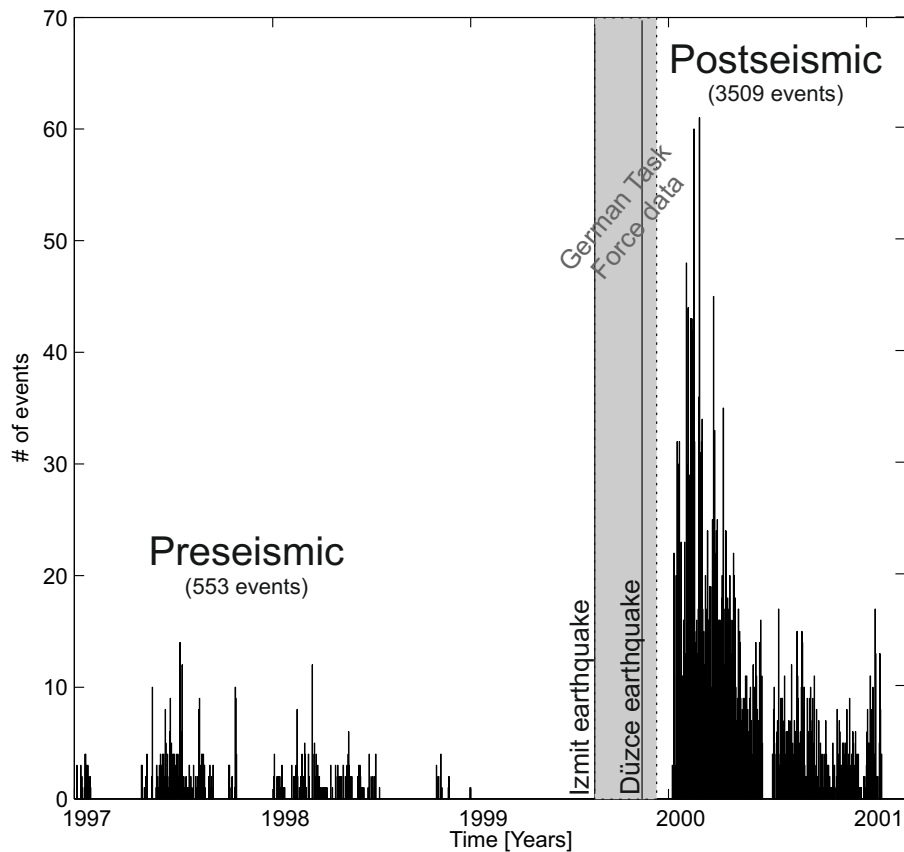 70
60
50
40
30
20
10
0
# of events
Preseismic
(553 events)
Izmit earthquake
Düzce earthquake
German Task
Force data
Postseismic
(3509 events)
1997
1998
1999
2000
2001
Time [Years]